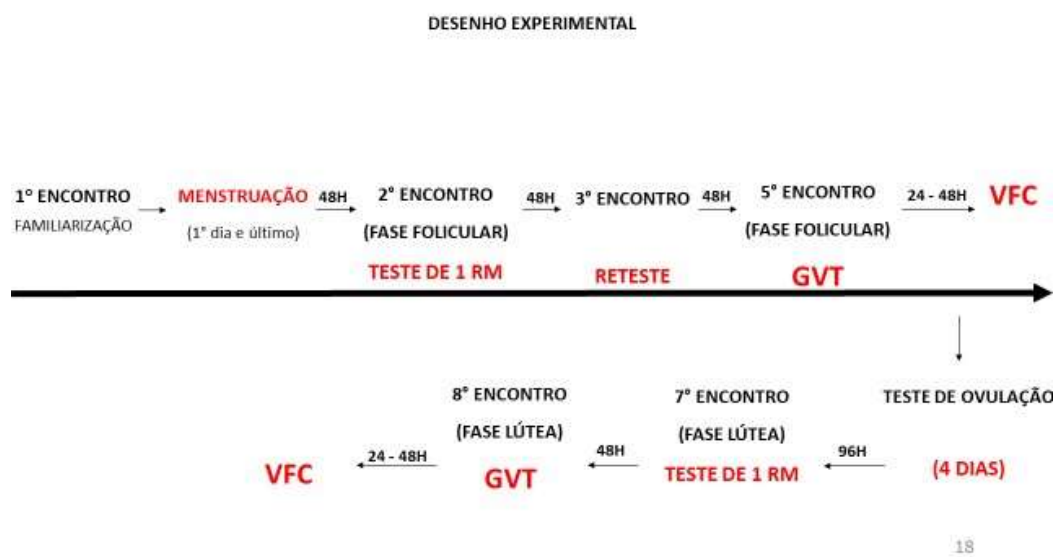 DESENHO EXPERIMENTAL
1° ENCONTRO
FAMILIARIZAÇÃO
MENSTRUAÇÃO
(1° dia e último)
48H
2° ENCONTRO
(FASE FOLICULAR)
TESTE DE 1 RM
48H
3° ENCONTRO
RETESTE
48H
5° ENCONTRO
(FASE FOLICULAR)
GVT
24 - 48H
VFC
TESTE DE OVULAÇÃO
(4 DIAS)
96H
7° ENCONTRO
(FASE LÚTEA)
TESTE DE 1 RM
48H
8° ENCONTRO
(FASE LÚTEA)
GVT
24 - 48H
VFC
18